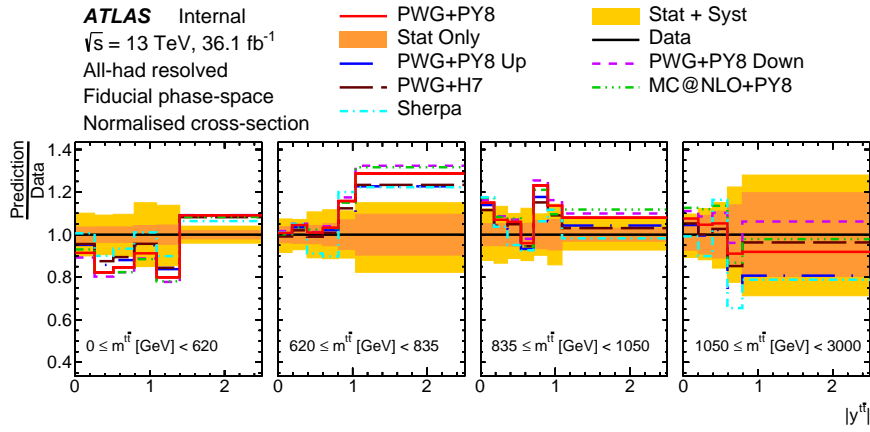 ATLAS Internal
√s = 13 TeV, 36.1 fb⁻¹
All-had resolved
Fiducial phase-space
Normalised cross-section
PWG+PY8
Stat Only
PWG+PY8 Up
PWG+H7
Sherpa
Stat + Syst
Data
PWG+PY8 Down
MC@NLO+PY8
Prediction
Data
1.4
1.2
1.0
0.8
0.6
0.4
0 ≤ m^tt̄ [GeV] < 620
620 ≤ m^tt̄ [GeV] < 835
835 ≤ m^tt̄ [GeV] < 1050
1050 ≤ m^tt̄ [GeV] < 3000
0 1 2 0 1 2 0 1 2 0 1 2
|y^tt̄|